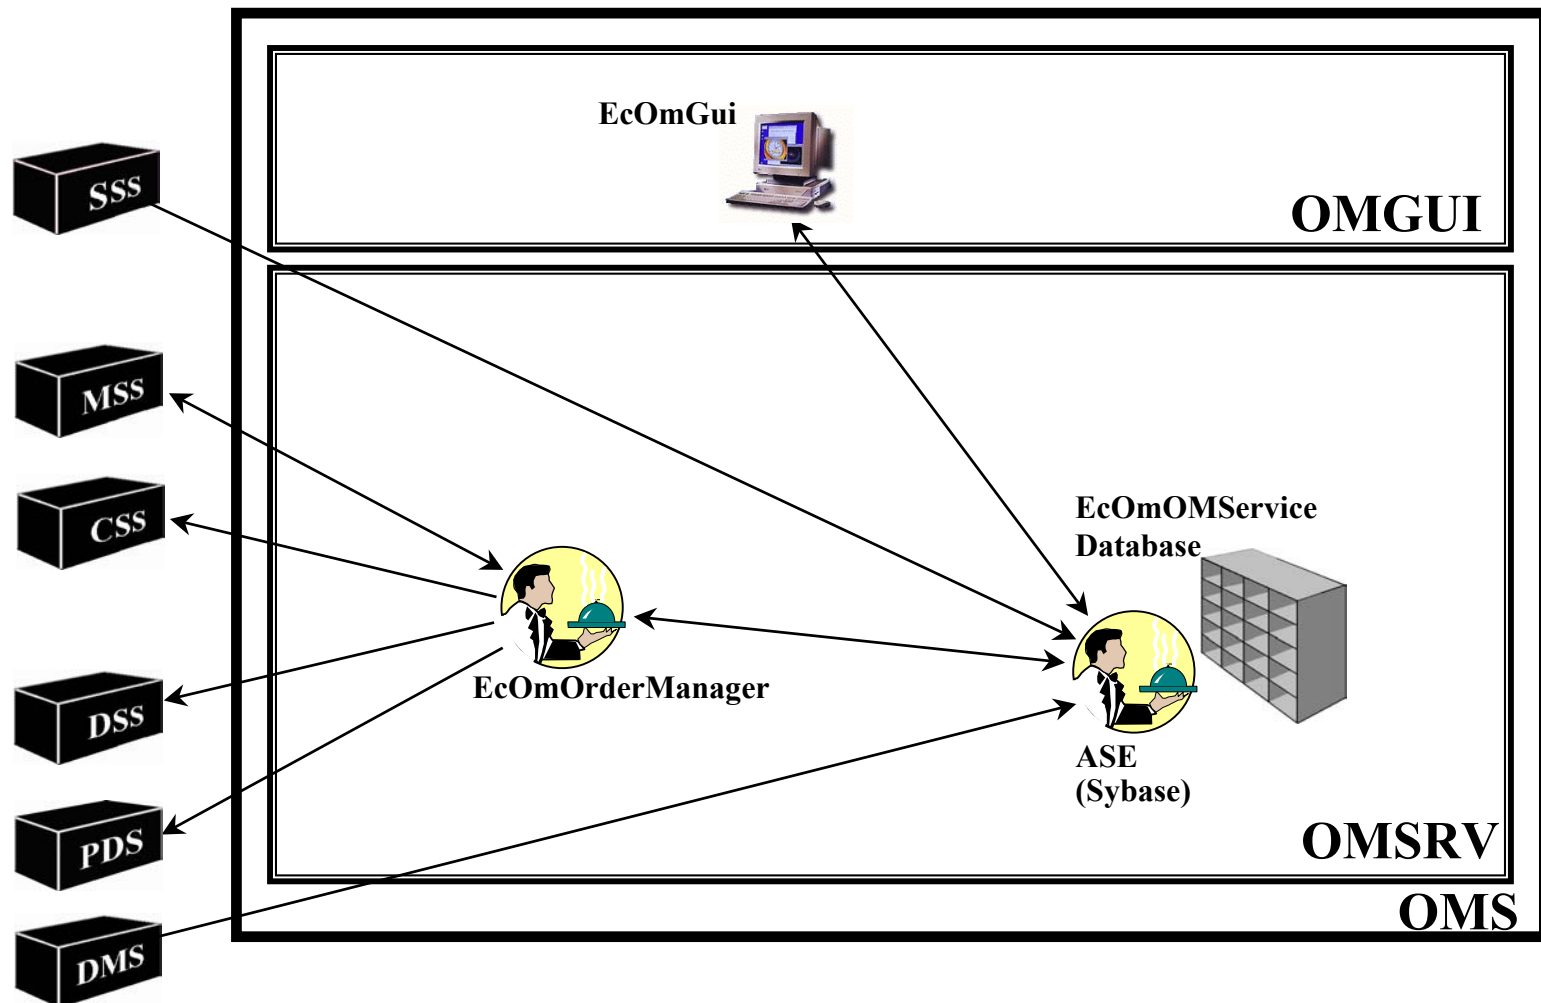 EcOmGui
SSS
OMGUI
MSS
CSS
EcOmOMService
Database
EcOmOrderManager
DSS
ASE
(Sybase)
PDS
OMSRV
OMS
DMS